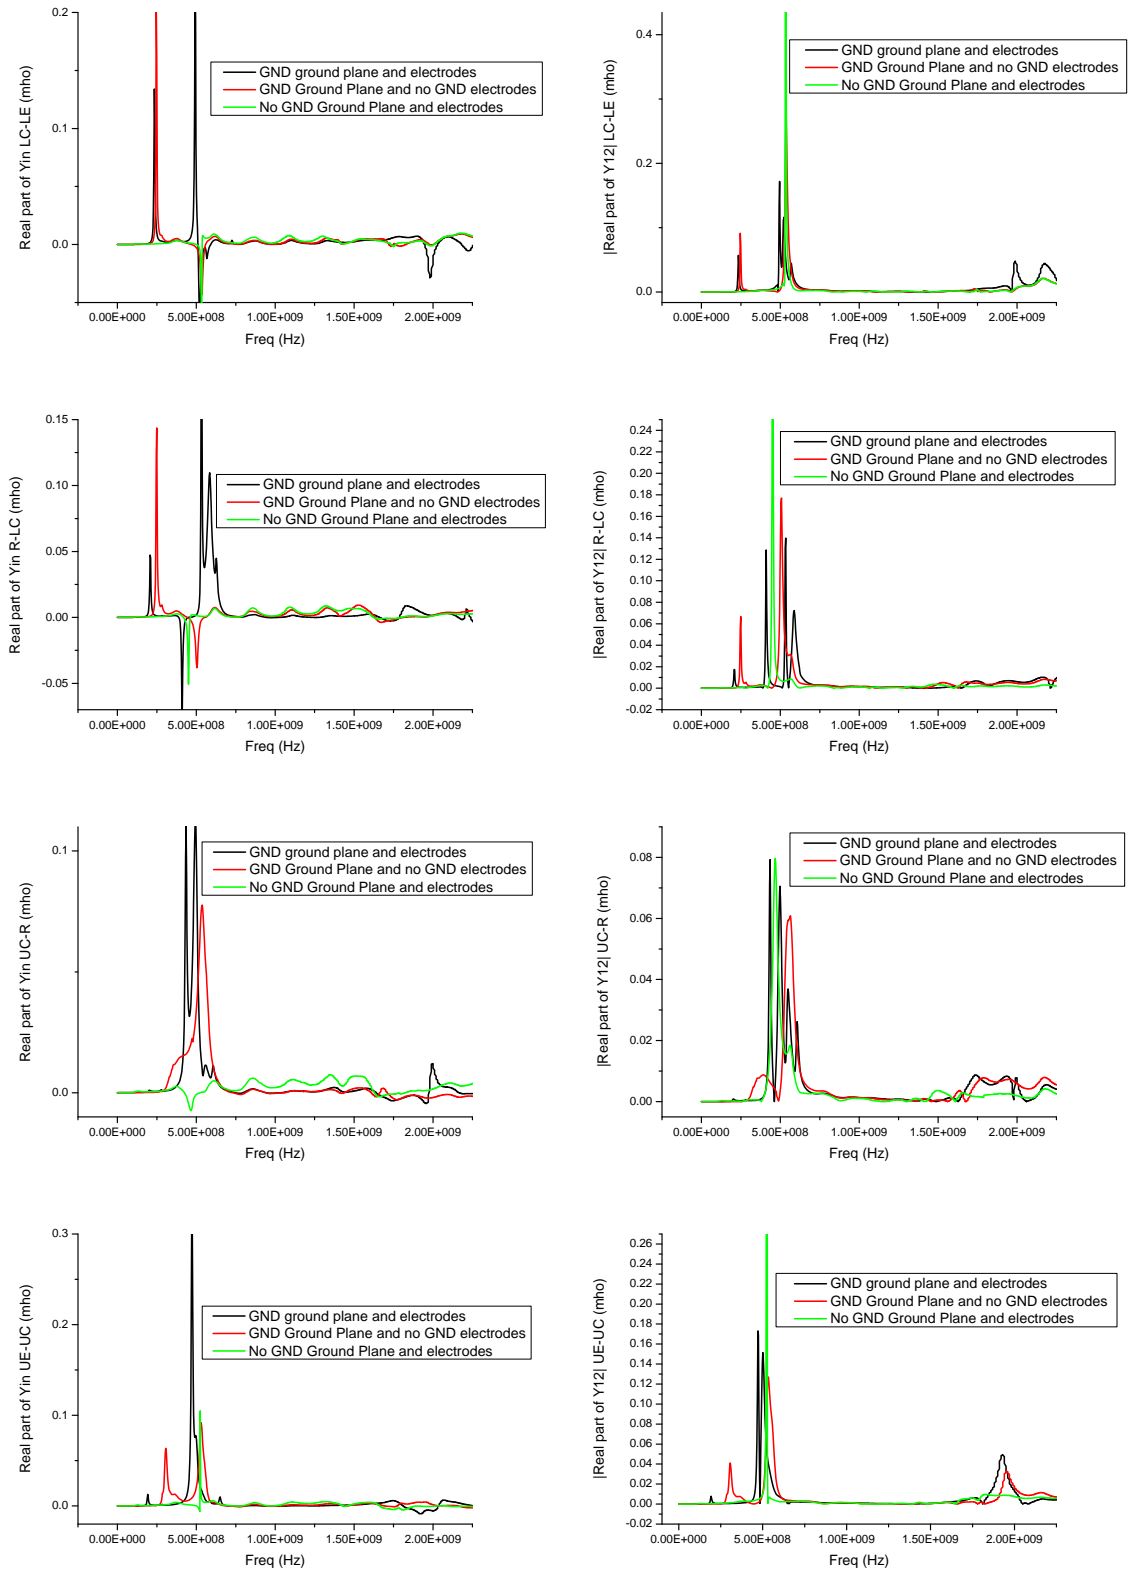 0.2
0.1
0.0
Real part of Yin LC-LE (mho)
GND ground plane and electrodes
GND Ground Plane and no GND electrodes
No GND Ground Plane and electrodes
0.00E+000 5.00E+008 1.00E+009 1.50E+009 2.00E+009
Freq (Hz)
0.4
0.2
0.0
|Real part of Y12| LC-LE (mho)
GND ground plane and electrodes
GND Ground Plane and no GND electrodes
No GND Ground Plane and electrodes
0.00E+000 5.00E+008 1.00E+009 1.50E+009 2.00E+009
Freq (Hz)
0.15
0.10
0.05
0.00
-0.05
Real part of Yin R-LC (mho)
GND ground plane and electrodes
GND Ground Plane and no GND electrodes
No GND Ground Plane and electrodes
0.00E+000 5.00E+008 1.00E+009 1.50E+009 2.00E+009
Freq (Hz)
0.24
0.22
0.20
0.18
0.16
0.14
0.12
0.10
0.08
0.06
0.04
0.02
0.00
-0.02
|Real part of Y12| R-LC (mho)
GND ground plane and electrodes
GND Ground Plane and no GND electrodes
No GND Ground Plane and electrodes
0.00E+000 5.00E+008 1.00E+009 1.50E+009 2.00E+009
Freq (Hz)
0.1
0.0
Real part of Yin UC-R (mho)
GND ground plane and electrodes
GND Ground Plane and no GND electrodes
No GND Ground Plane and electrodes
0.00E+000 5.00E+008 1.00E+009 1.50E+009 2.00E+009
Freq (Hz)
0.08
0.06
0.04
0.02
0.00
|Real part of Y12| UC-R (mho)
GND ground plane and electrodes
GND Ground Plane and no GND electrodes
No GND Ground Plane and electrodes
0.00E+000 5.00E+008 1.00E+009 1.50E+009 2.00E+009
Freq (Hz)
0.3
0.2
0.1
0.0
Real part of Yin UE-UC (mho)
GND ground plane and electrodes
GND Ground Plane and no GND electrodes
No GND Ground Plane and electrodes
0.00E+000 5.00E+008 1.00E+009 1.50E+009 2.00E+009
Freq (Hz)
0.26
0.24
0.22
0.20
0.18
0.16
0.14
0.12
0.10
0.08
0.06
0.04
0.02
0.00
-0.02
|Real part of Y12| UE-UC (mho)
GND ground plane and electrodes
GND Ground Plane and no GND electrodes
No GND Ground Plane and electrodes
0.00E+000 5.00E+008 1.00E+009 1.50E+009 2.00E+009
Freq (Hz)